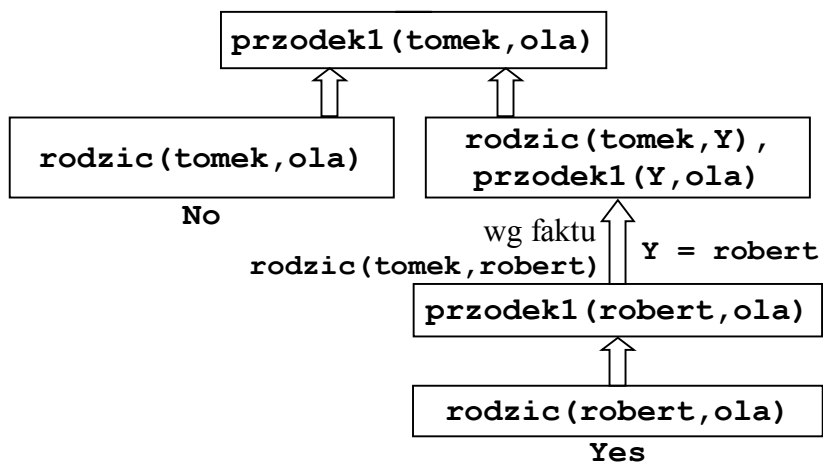 przodek1(tomek,ola)
rodzic(tomek,ola)
No
rodzic(tomek,Y),
przodek1(Y,ola)
wg faktu
rodzic(tomek,robert)
Y = robert
przodek1(robert,ola)
rodzic(robert,ola)
Yes